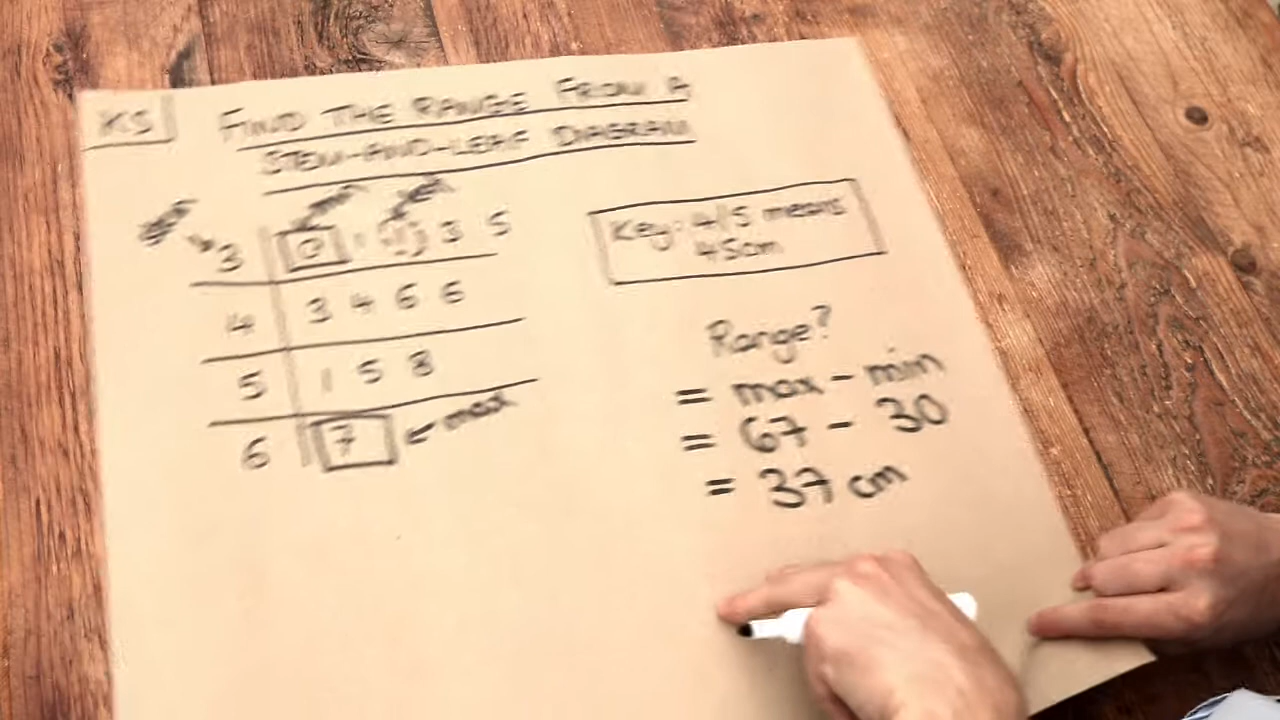 KS
FIND THE RANGE FROM A
STEM-AND-LEAF DIAGRAM
3 0 1 3 5
4 3 4 6 6
5 1 5 8
6 7 ← max
Key: 4|5 means
45cm
Range?
= max - min
= 67 - 30
= 37 cm